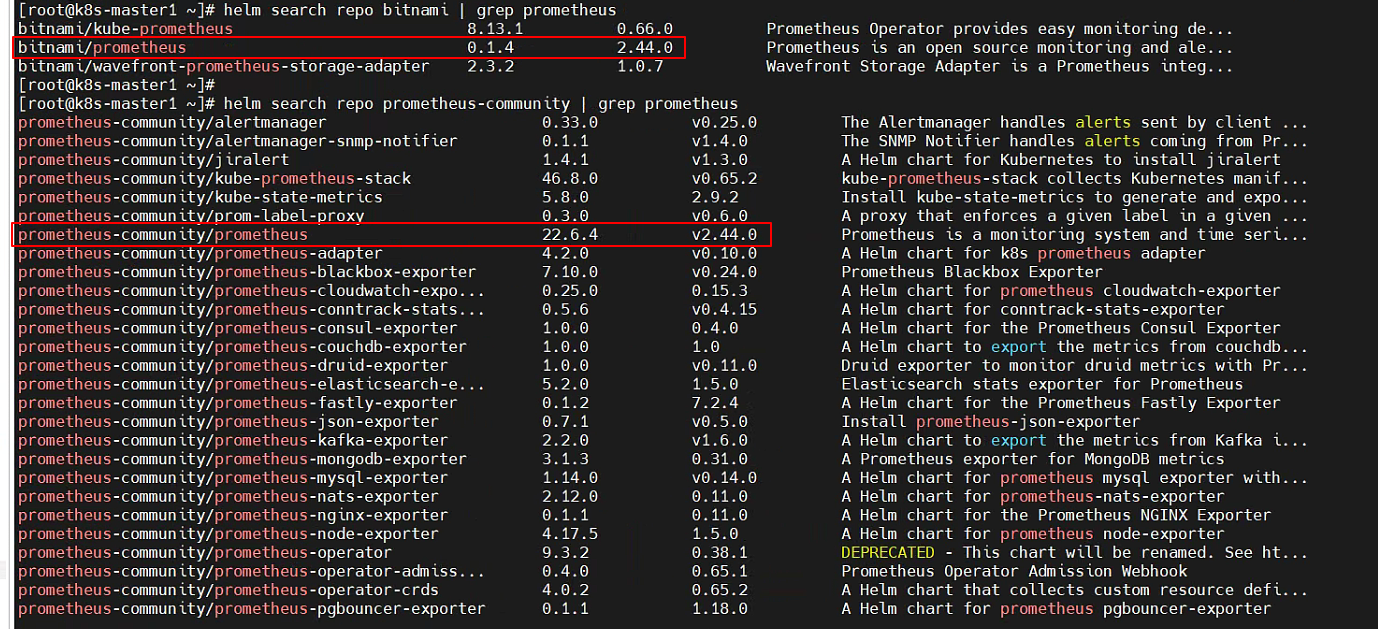 [root@k8s-master1 ~]# helm search repo bitnami | grep prometheus
bitnami/kube-prometheus 8.13.1 0.66.0 Prometheus Operator provides easy monitoring de...
bitnami/prometheus 0.1.4 2.44.0 Prometheus is an open source monitoring and ale...
bitnami/wavefront-prometheus-storage-adapter 2.3.2 1.0.7 Wavefront Storage Adapter is a Prometheus integ...
[root@k8s-master1 ~]#
[root@k8s-master1 ~]# helm search repo prometheus-community | grep prometheus
prometheus-community/alertmanager 0.33.0 v0.25.0 The Alertmanager handles alerts sent by client ...
prometheus-community/alertmanager-snmp-notifier 0.1.1 v1.4.0 The SNMP Notifier handles alerts coming from Pr...
prometheus-community/jiralert 1.4.1 v1.3.0 A Helm chart for Kubernetes to install jiralert
prometheus-community/kube-prometheus-stack 46.8.0 v0.65.2 kube-prometheus-stack collects Kubernetes manif...
prometheus-community/kube-state-metrics 5.8.0 2.9.2 Install kube-state-metrics to generate and expo...
prometheus-community/prom-label-proxy 0.3.0 v0.6.0 A proxy that enforces a given label in a given ...
prometheus-community/prometheus 22.6.4 v2.44.0 Prometheus is a monitoring system and time seri...
prometheus-community/prometheus-adapter 4.2.0 v0.10.0 A Helm chart for k8s prometheus adapter
prometheus-community/prometheus-blackbox-exporter 7.10.0 v0.24.0 Prometheus Blackbox Exporter
prometheus-community/prometheus-cloudwatch-expo... 0.25.0 0.15.3 A Helm chart for prometheus cloudwatch-exporter
prometheus-community/prometheus-conntrack-stats... 0.5.6 v0.4.15 A Helm chart for conntrack-stats-exporter
prometheus-community/prometheus-consul-exporter 1.0.0 0.4.0 A Helm chart for the Prometheus Consul Exporter
prometheus-community/prometheus-couchdb-exporter 1.0.0 1.0 A Helm chart to export the metrics from couchdb...
prometheus-community/prometheus-druid-exporter 1.0.0 v0.11.0 Druid exporter to monitor druid metrics with Pr...
prometheus-community/prometheus-elasticsearch-e... 5.2.0 1.5.0 Elasticsearch stats exporter for Prometheus
prometheus-community/prometheus-fastly-exporter 0.1.2 7.2.4 A Helm chart for the Prometheus Fastly Exporter
prometheus-community/prometheus-json-exporter 0.7.1 v0.5.0 Install prometheus-json-exporter
prometheus-community/prometheus-kafka-exporter 2.2.0 v1.6.0 A Helm chart to export the metrics from Kafka i...
prometheus-community/prometheus-mongodb-exporter 3.1.3 0.31.0 A Prometheus exporter for MongoDB metrics
prometheus-community/prometheus-mysql-exporter 1.14.0 v0.14.0 A Helm chart for prometheus mysql exporter with...
prometheus-community/prometheus-nats-exporter 2.12.0 0.11.0 A Helm chart for prometheus-nats-exporter
prometheus-community/prometheus-nginx-exporter 0.1.1 0.11.0 A Helm chart for the Prometheus NGINX Exporter
prometheus-community/prometheus-node-exporter 4.17.5 1.5.0 A Helm chart for prometheus node-exporter
prometheus-community/prometheus-operator 9.3.2 0.38.1 DEPRECATED - This chart will be renamed. See ht...
prometheus-community/prometheus-operator-admiss... 0.4.0 0.65.1 Prometheus Operator Admission Webhook
prometheus-community/prometheus-operator-crds 4.0.2 0.65.2 A Helm chart that collects custom resource defi...
prometheus-community/prometheus-pgbouncer-exporter 0.1.1 1.18.0 A Helm chart for prometheus pgbouncer-exporter